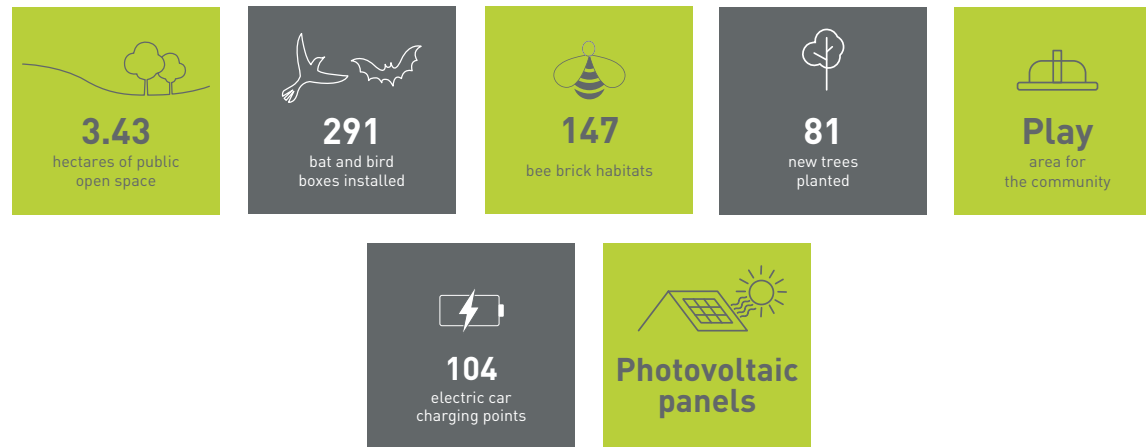 3.43
hectares of public
open space
291
bat and bird
boxes installed
147
bee brick habitats
81
new trees
planted
Play
area for
the community
104
electric car
charging points
Photovoltaic
panels